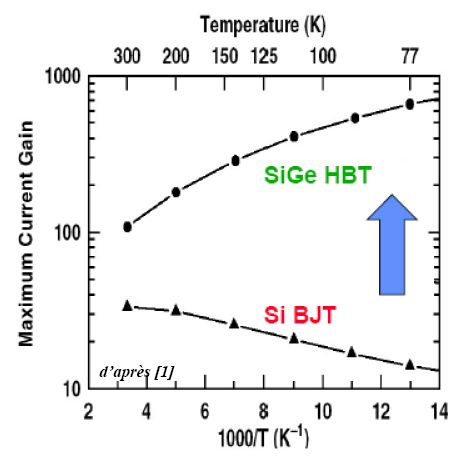 Temperature (K)
300 200 150 125 100 77
1000
100
10
Maximum Current Gain
SiGe HBT
Si BJT
d'après [1]
2 4 6 8 10 12 14
1000/T (K⁻¹)